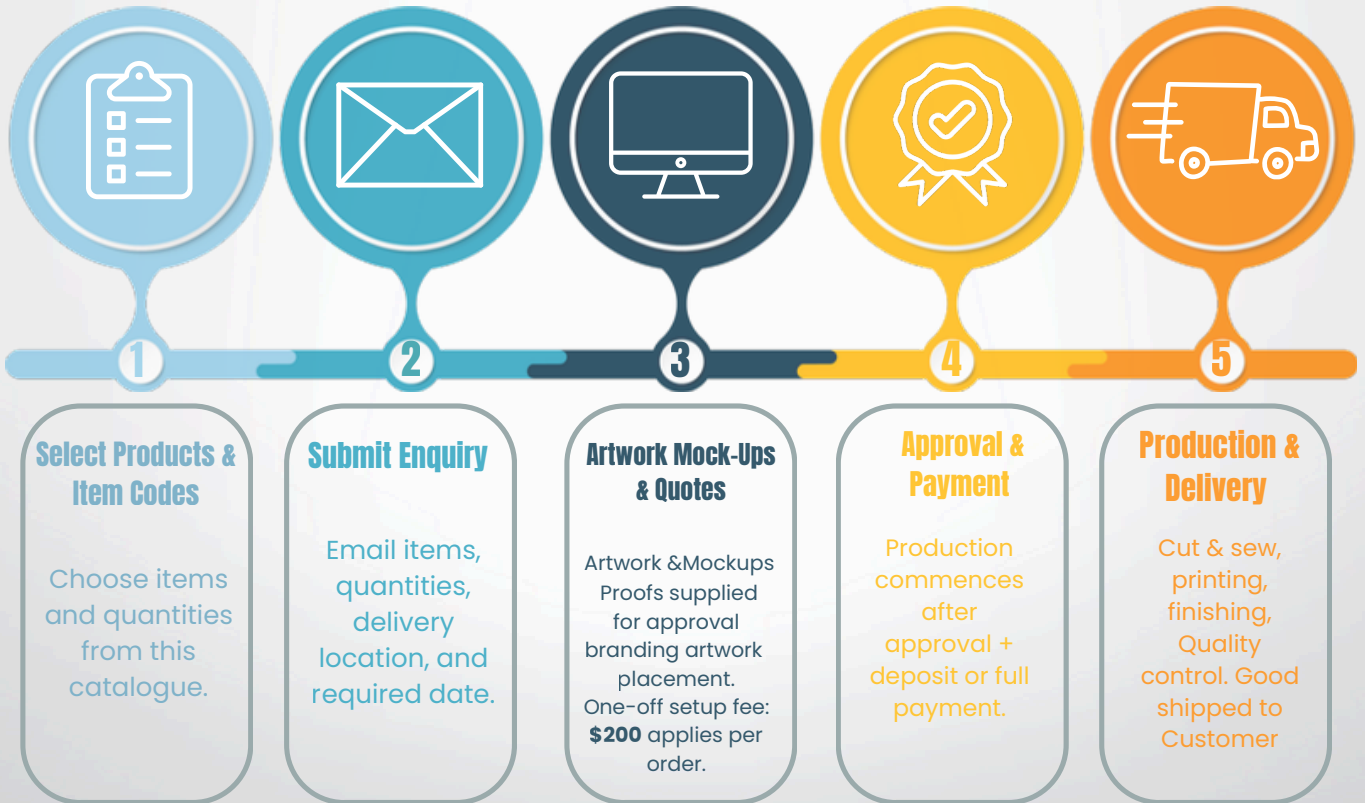 1
2
3
4
5
Select Products &
Item Codes
Choose items
and quantities
from this
catalogue.
Submit Enquiry
Email items,
quantities,
delivery
location, and
required date.
Artwork Mock-Ups
& Quotes
Artwork &Mockups
Proofs supplied
for approval
branding artwork
placement.
One-off setup fee:
$200 applies per
order.
Approval &
Payment
Production
commences
after
approval +
deposit or full
payment.
Production &
Delivery
Cut & sew,
printing,
finishing,
Quality
control. Good
shipped to
Customer